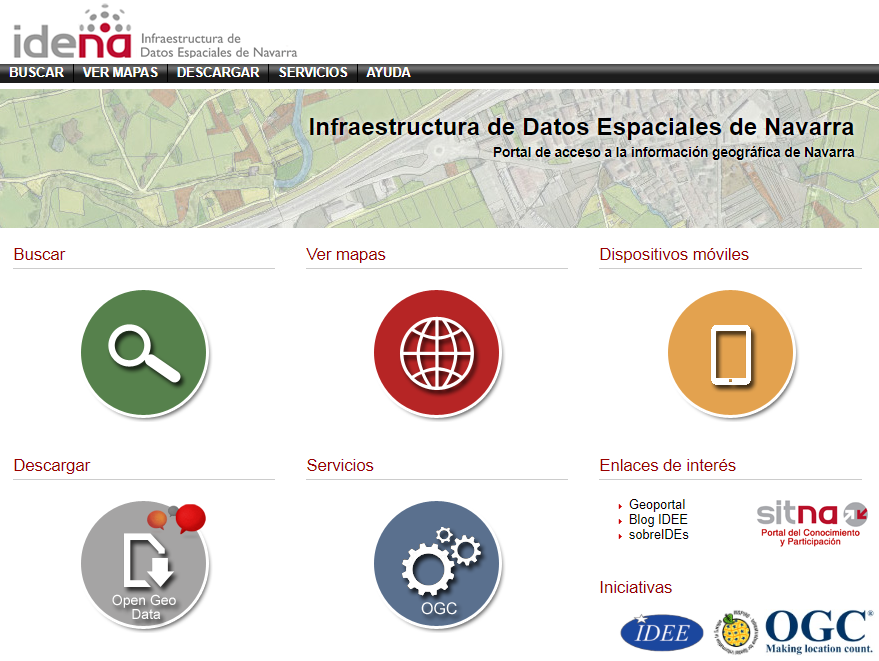 idena
Infraestructura de
Datos Espaciales de Navarra
BUSCAR VER MAPAS DESCARGAR SERVICIOS AYUDA
Infraestructura de Datos Espaciales de Navarra
Portal de acceso a la información geográfica de Navarra
Buscar
Ver mapas
Dispositivos móviles
Descargar
Open Geo
Data
Servicios
OGC
Enlaces de interés
Geoportal
Blog IDEE
sobreIDEs
sitna
Portal del Conocimiento
y Participación
Iniciativas
IDEE
INSPIRE
OGC®
Making location count.